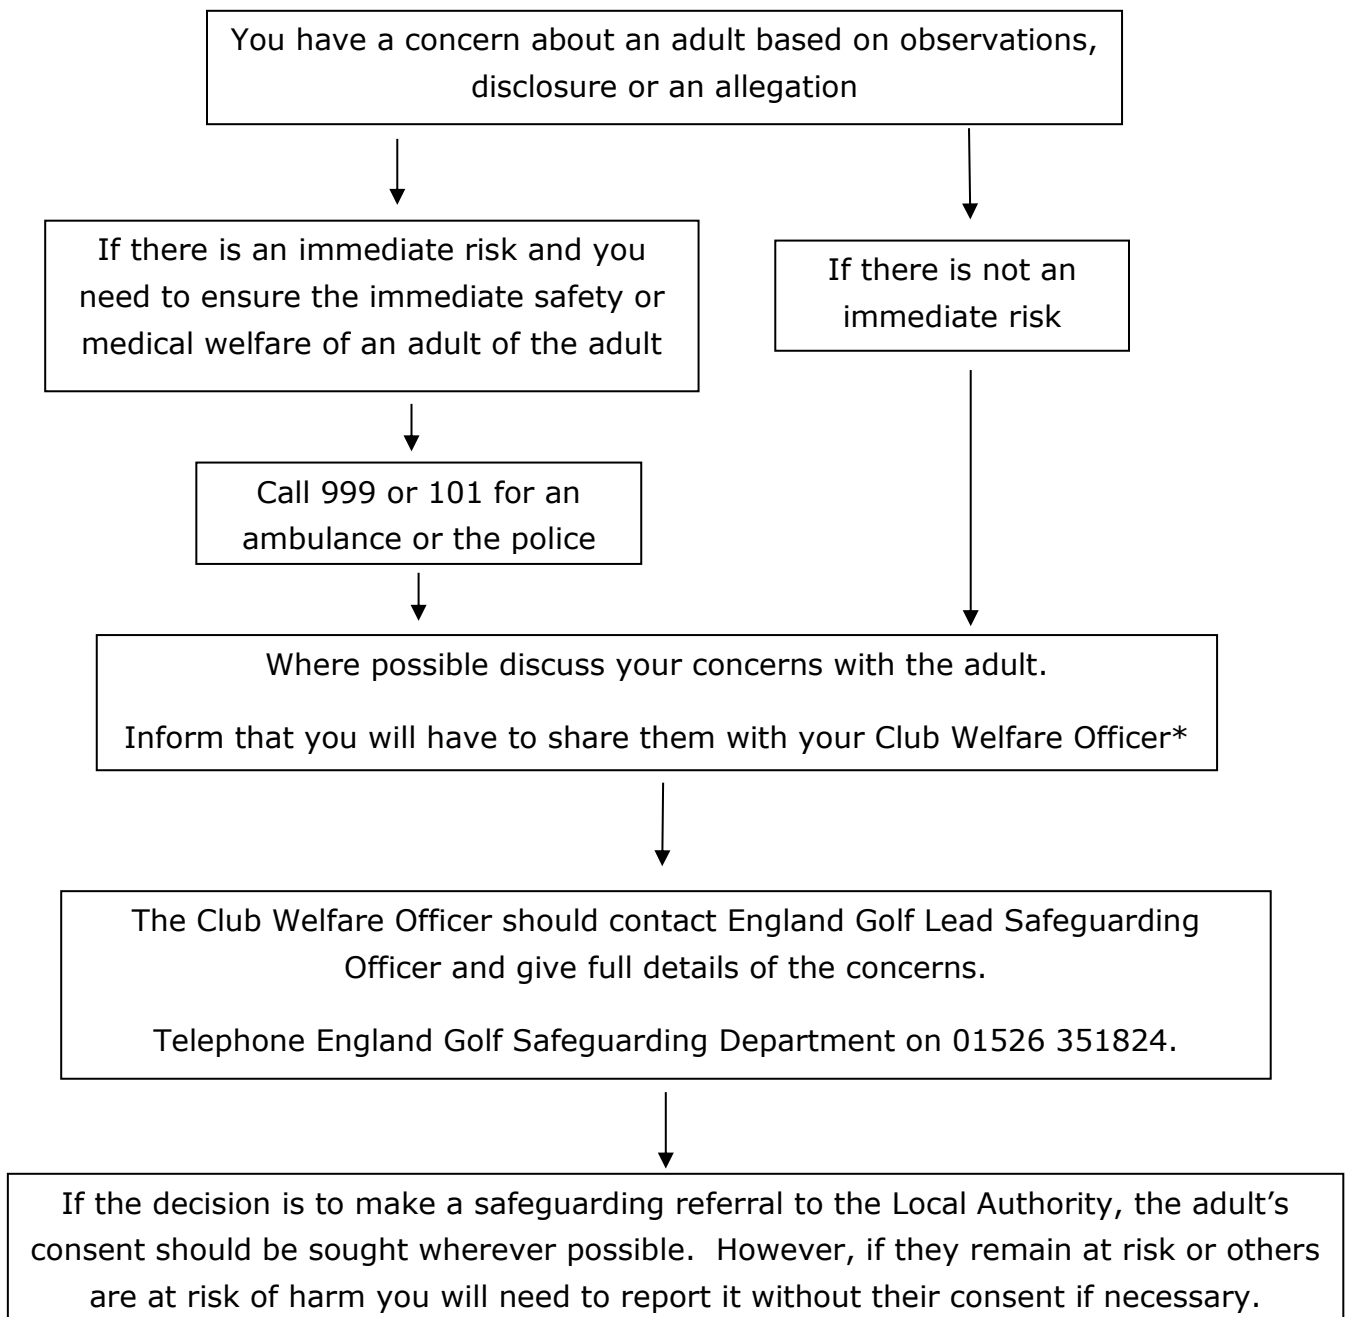 You have a concern about an adult based on observations,
disclosure or an allegation
If there is an immediate risk and you
need to ensure the immediate safety or
medical welfare of an adult of the adult
If there is not an
immediate risk
Call 999 or 101 for an
ambulance or the police
Where possible discuss your concerns with the adult.
Inform that you will have to share them with your Club Welfare Officer*
The Club Welfare Officer should contact England Golf Lead Safeguarding
Officer and give full details of the concerns.
Telephone England Golf Safeguarding Department on 01526 351824.
If the decision is to make a safeguarding referral to the Local Authority, the adult’s
consent should be sought wherever possible.  However, if they remain at risk or others
are at risk of harm you will need to report it without their consent if necessary.